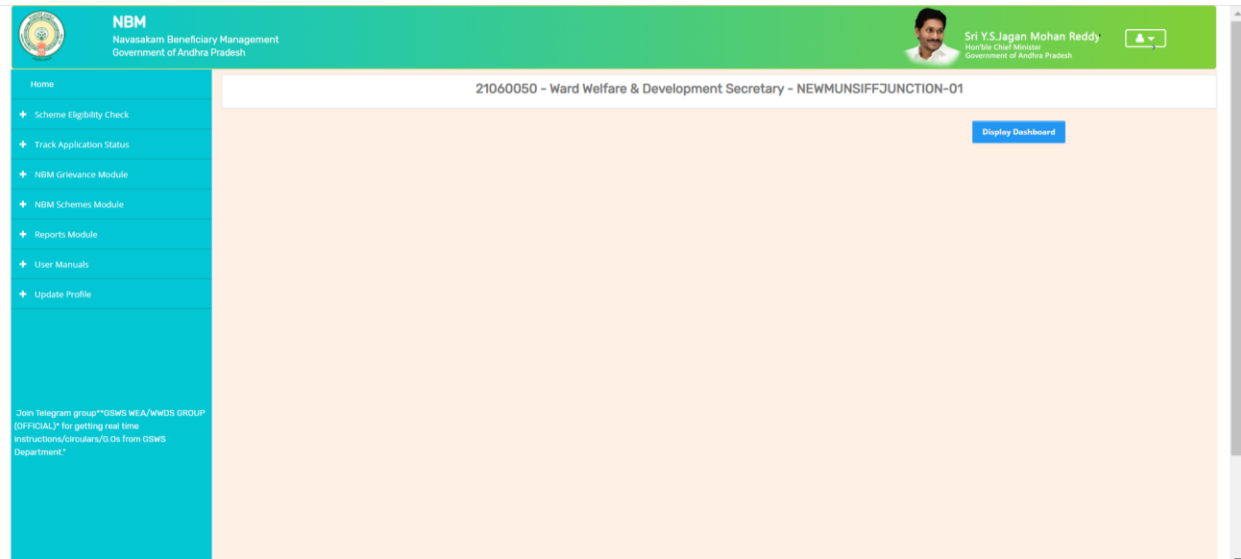 NBM
Navasakam Beneficiary Management
Government of Andhra Pradesh
Sri Y.S.Jagan Mohan Reddy
Hon'ble Chief Minister
Government of Andhra Pradesh
Home
21060050 - Ward Welfare & Development Secretary - NEWMUNSIFFJUNCTION-01
Scheme Eligibility Check
Display Dashboard
Track Application Status
NBM Grievance Module
NBM Schemes Module
Reports Module
User Manuals
Update Profile
Join Telegram group"*GSWS WEA/WWDS GROUP
(OFFICIAL)* for getting real time
instructions/circulars/G.Os from GSWS
Department."